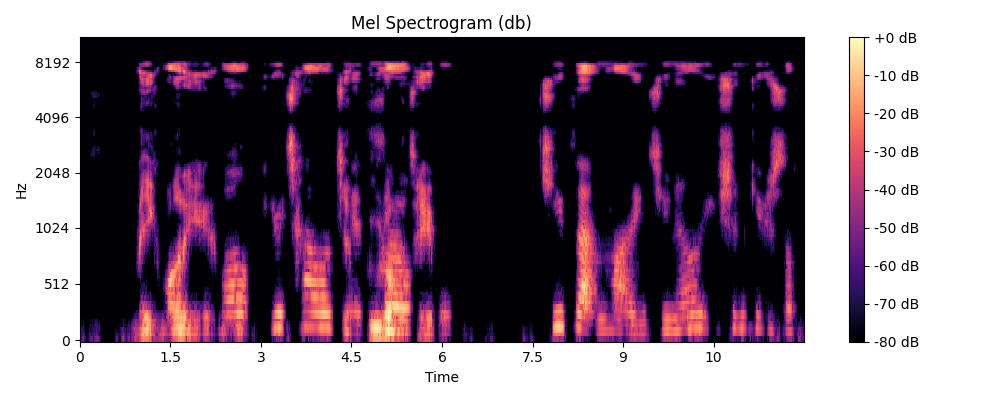 Mel Spectrogram (db)
8192
4096
2048
1024
512
0
Hz
0 1.5 3 4.5 6 7.5 9 10
Time
+0 dB
-10 dB
-20 dB
-30 dB
-40 dB
-50 dB
-60 dB
-70 dB
-80 dB